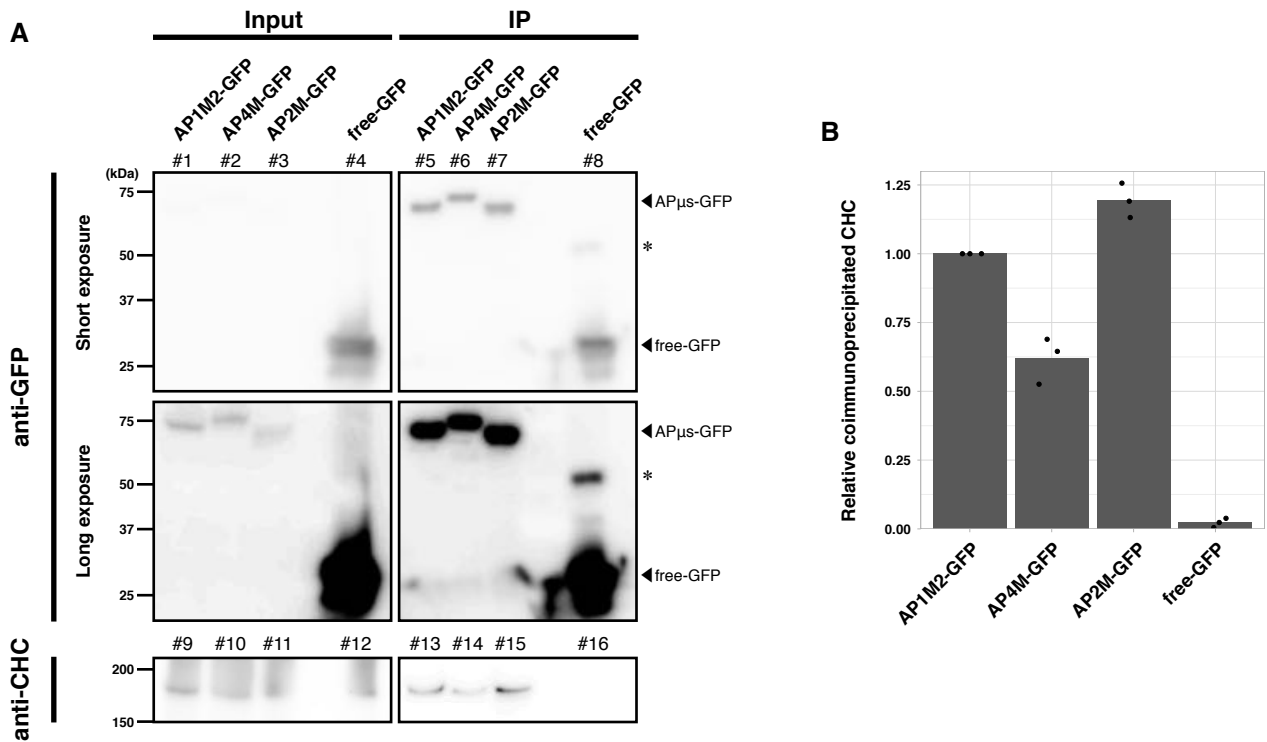 A
Input
IP
AP1M2-GFP
AP4M-GFP
AP2M-GFP
free-GFP
AP1M2-GFP
AP4M-GFP
AP2M-GFP
free-GFP
#1 #2 #3 #4 #5 #6 #7 #8
(kDa)
anti-GFP
Short exposure
75
50
37
25
APμs-GFP
*
free-GFP
Long exposure
75
50
37
25
APμs-GFP
*
free-GFP
#9 #10 #11 #12 #13 #14 #15 #16
anti-CHC
200
150
B
Relative coimmunoprecipitated CHC
1.25
1.00
0.75
0.50
0.25
0.00
AP1M2-GFP
AP4M-GFP
AP2M-GFP
free-GFP